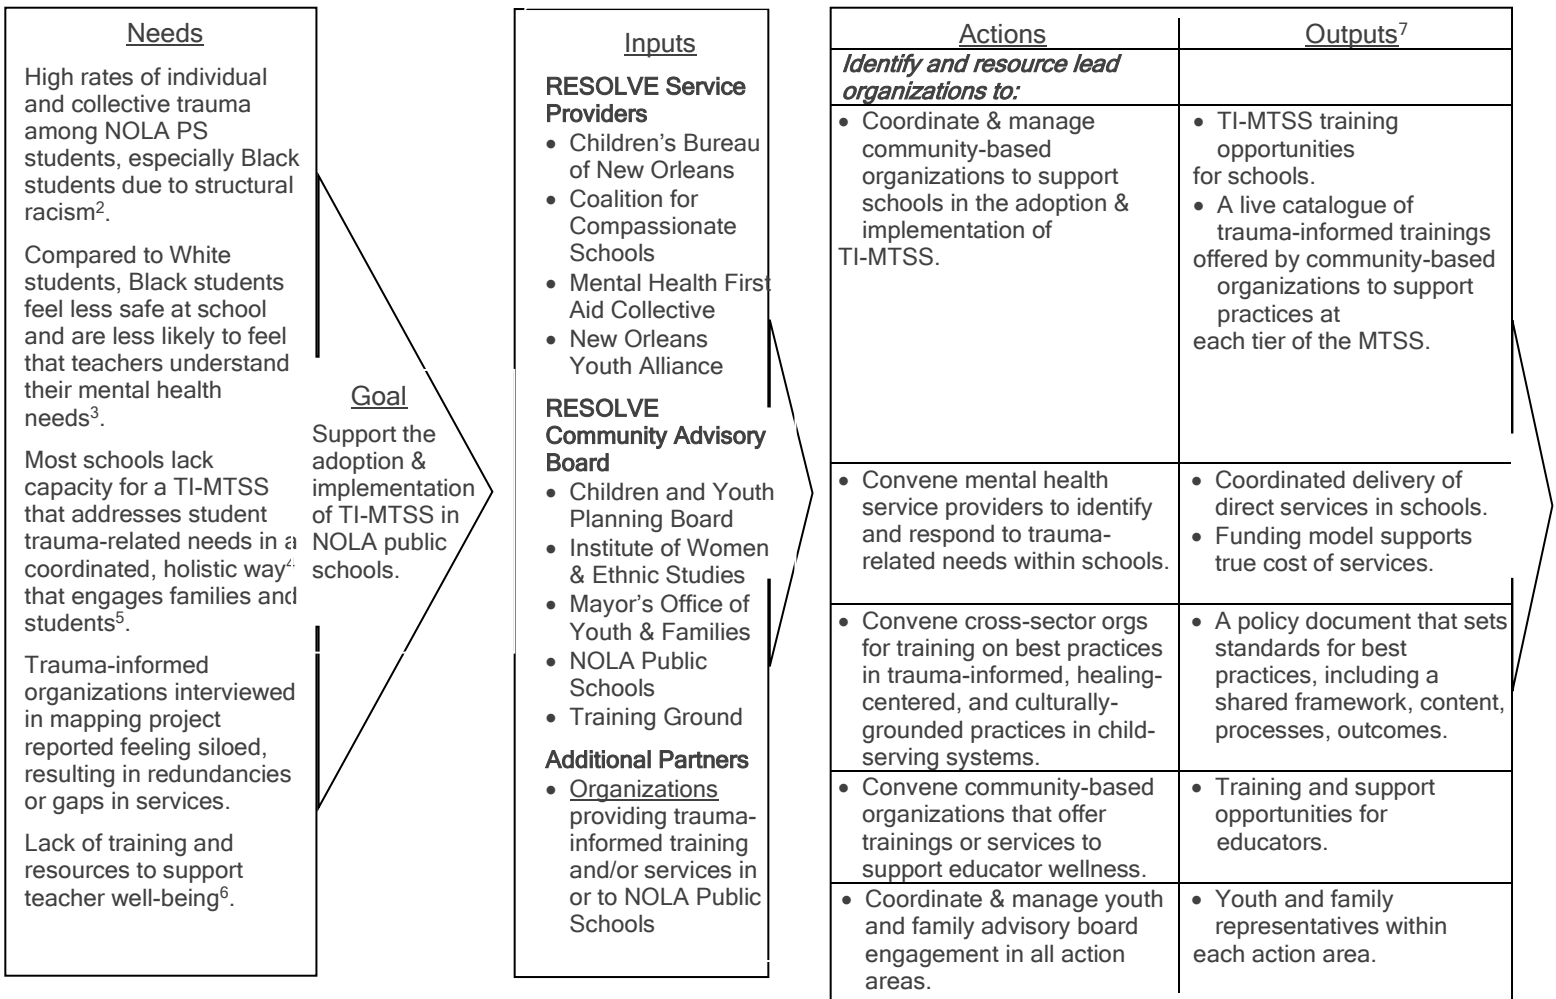 Needs
High rates of individual
and collective trauma
among NOLA PS
students, especially Black
students due to structural
racism2.
Compared to White
students, Black students
feel less safe at school
and are less likely to feel
that teachers understand
their mental health
needs3.
Most schools lack
capacity for a TI-MTSS
that addresses student
trauma-related needs in a
coordinated, holistic way4
that engages families and
students5.
Trauma-informed
organizations interviewed
in mapping project
reported feeling siloed,
resulting in redundancies
or gaps in services.
Lack of training and
resources to support
teacher well-being6.
Goal
Support the
adoption &
implementation
of TI-MTSS in
NOLA public
schools.
Inputs
RESOLVE Service
Providers
• Children's Bureau
of New Orleans
• Coalition for
Compassionate
Schools
• Mental Health First
Aid Collective
• New Orleans
Youth Alliance
RESOLVE
Community Advisory
Board
• Children and Youth
Planning Board
• Institute of Women
& Ethnic Studies
• Mayor's Office of
Youth & Families
• NOLA Public
Schools
• Training Ground
Additional Partners
• Organizations
providing trauma-
informed training
and/or services in
or to NOLA Public
Schools
Actions
Outputs7
Identify and resource lead
organizations to:
• Coordinate & manage
community-based
organizations to support
schools in the adoption &
implementation of
TI-MTSS.
• TI-MTSS training
opportunities
for schools.
• A live catalogue of
trauma-informed trainings
offered by community-based
organizations to support
practices at
each tier of the MTSS.
• Convene mental health
service providers to identify
and respond to trauma-
related needs within schools.
• Coordinated delivery of
direct services in schools.
• Funding model supports
true cost of services.
• Convene cross-sector orgs
for training on best practices
in trauma-informed, healing-
centered, and culturally-
grounded practices in child-
serving systems.
• A policy document that sets
standards for best
practices, including a
shared framework, content,
processes, outcomes.
• Convene community-based
organizations that offer
trainings or services to
support educator wellness.
• Training and support
opportunities for
educators.
• Coordinate & manage youth
and family advisory board
engagement in all action
areas.
• Youth and family
representatives within
each action area.